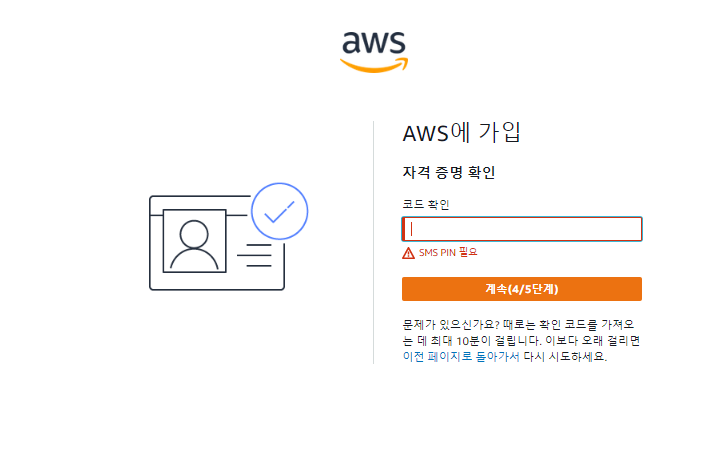 aws
AWS에 가입
자격 증명 확인
코드 확인
SMS PIN 필요
계속(4/5단계)
문제가 있으신가요? 때로는 확인 코드를 가져오
는 데 최대 10분이 걸립니다. 이보다 오래 걸리면
이전 페이지로 돌아가서 다시 시도하세요.